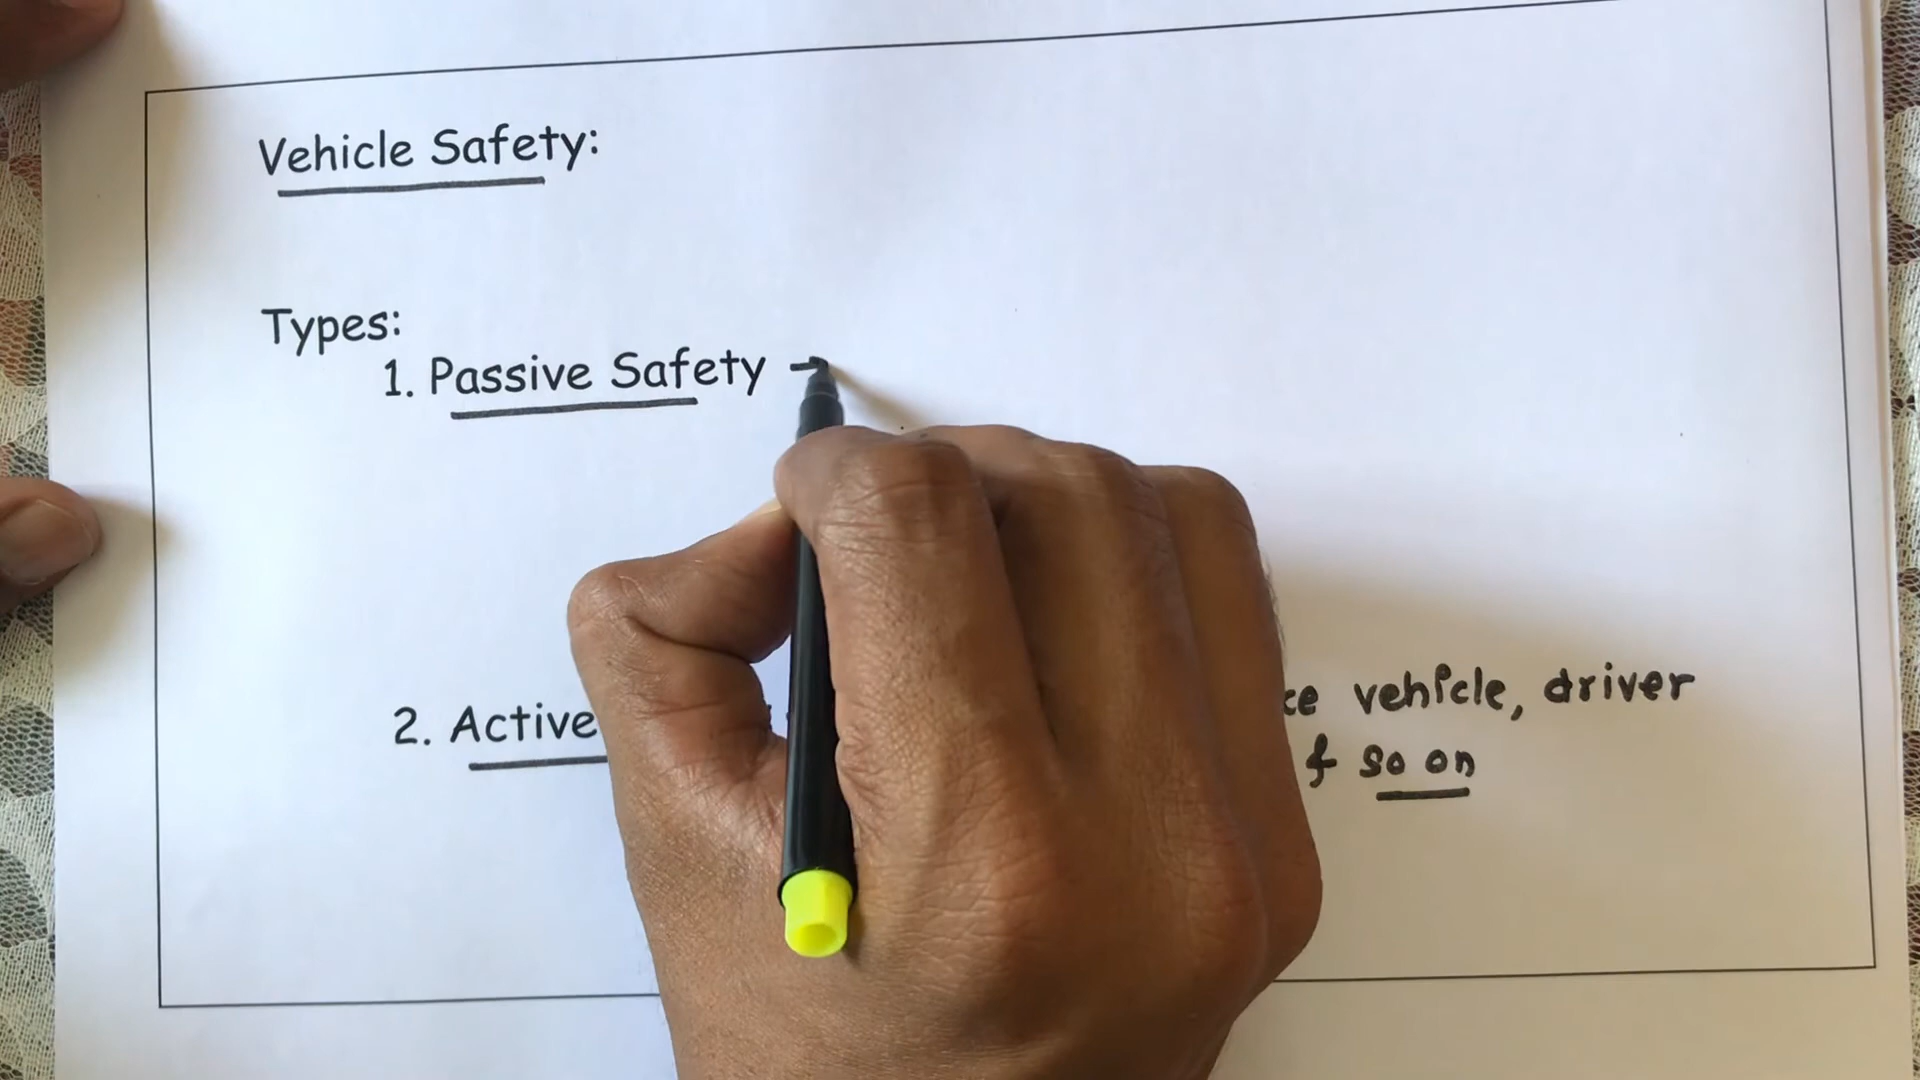 Vehicle Safety:
Types:
1. Passive Safety -
2. Active
vehicle, driver
& so on